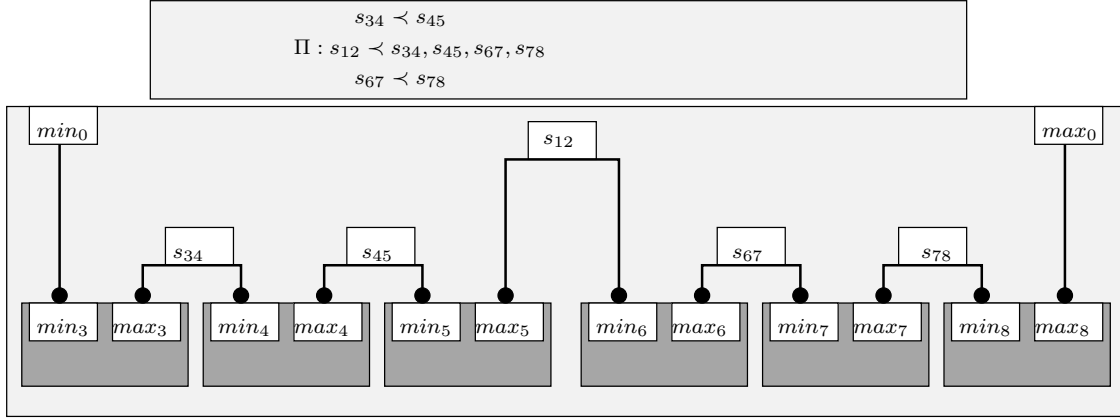 s₃₄ ≺ s₄₅
Π : s₁₂ ≺ s₃₄, s₄₅, s₆₇, s₇₈
s₆₇ ≺ s₇₈
min₀ s₁₂ max₀
s₃₄ s₄₅ s₆₇ s₇₈
min₃ max₃ min₄ max₄ min₅ max₅ min₆ max₆ min₇ max₇ min₈ max₈